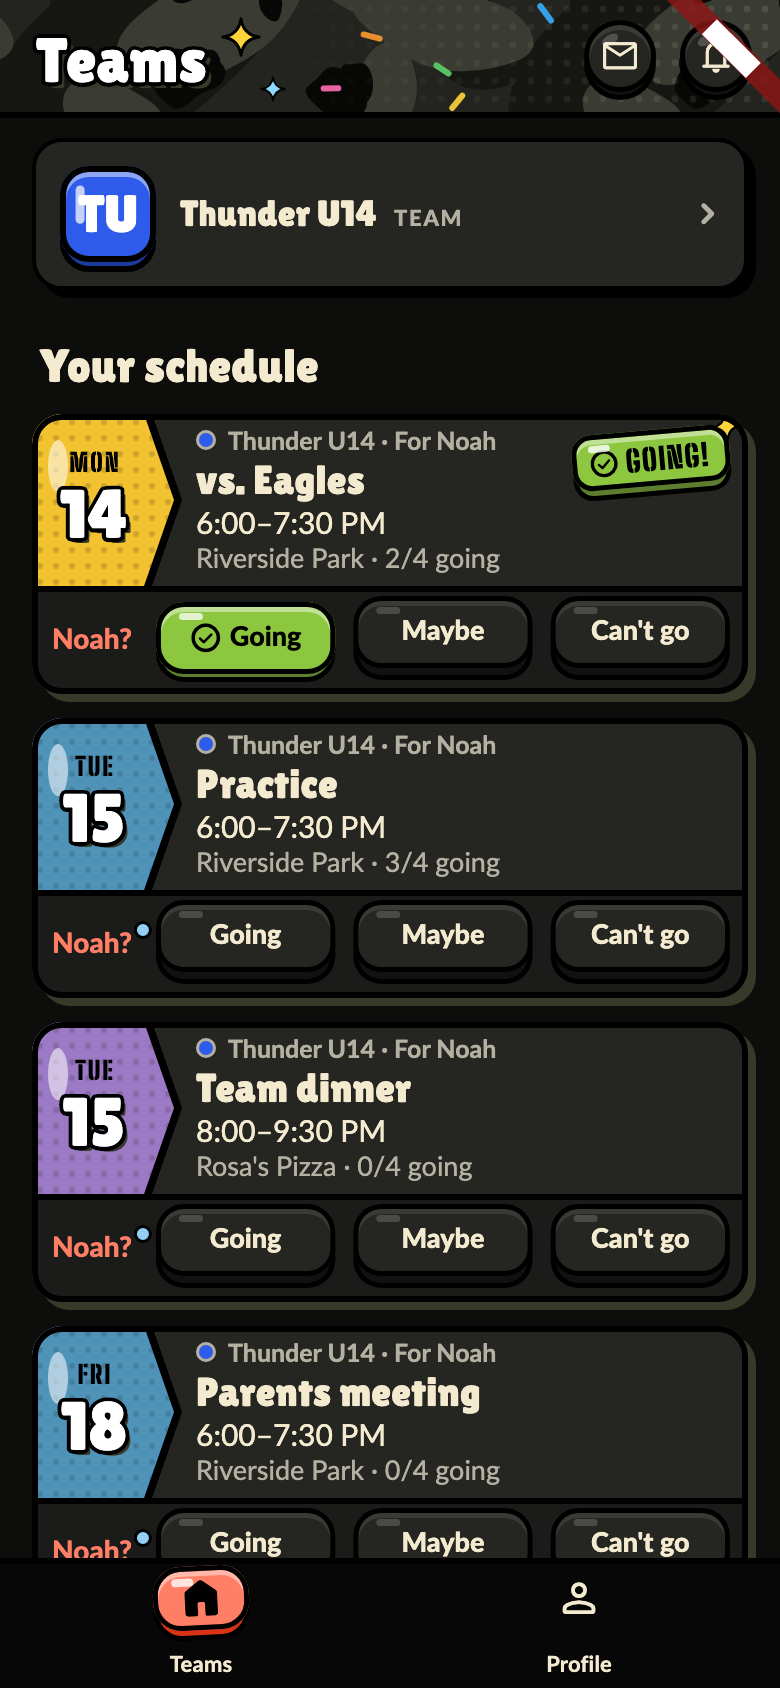 Teams
TU
Thunder U14 TEAM
Your schedule
MON
14
Thunder U14 · For Noah
vs. Eagles
6:00–7:30 PM
Riverside Park · 2/4 going
GOING!
Noah?
Going
Maybe
Can't go
TUE
15
Thunder U14 · For Noah
Practice
6:00–7:30 PM
Riverside Park · 3/4 going
Noah?
Going
Maybe
Can't go
TUE
15
Thunder U14 · For Noah
Team dinner
8:00–9:30 PM
Rosa's Pizza · 0/4 going
Noah?
Going
Maybe
Can't go
FRI
18
Thunder U14 · For Noah
Parents meeting
6:00–7:30 PM
Riverside Park · 0/4 going
Noah?
Going
Maybe
Can't go
Teams
Profile